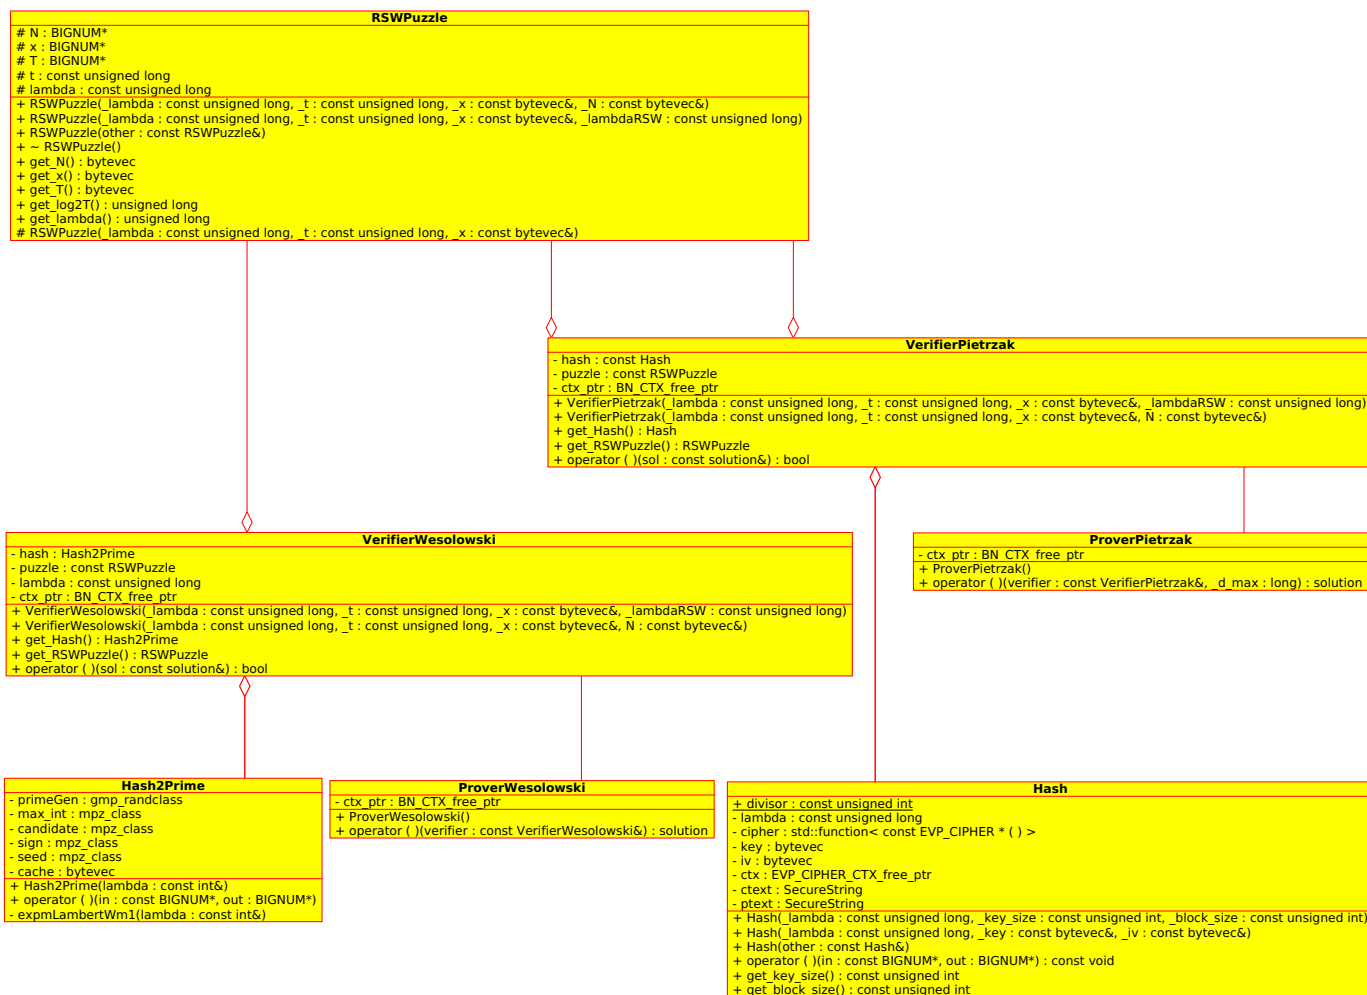 RSWPuzzle
# N : BIGNUM*
# x : BIGNUM*
# T : BIGNUM*
# t : const unsigned long
# lambda : const unsigned long
+ RSWPuzzle(_lambda : const unsigned long, _t : const unsigned long, _x : const bytevec&, _N : const bytevec&)
+ RSWPuzzle(_lambda : const unsigned long, _t : const unsigned long, _x : const bytevec&, _lambdaRSW : const unsigned long)
+ RSWPuzzle(other : const RSWPuzzle&)
+ ~ RSWPuzzle()
+ get_N() : bytevec
+ get_x() : bytevec
+ get_T() : bytevec
+ get_log2T() : unsigned long
+ get_lambda() : unsigned long
# RSWPuzzle(_lambda : const unsigned long, _t : const unsigned long, _x : const bytevec&)
VerifierPietrzak
- hash : const Hash
- puzzle : const RSWPuzzle
- ctx_ptr : BN_CTX_free_ptr
+ VerifierPietrzak(_lambda : const unsigned long, _t : const unsigned long, _x : const bytevec&, _lambdaRSW : const unsigned long)
+ VerifierPietrzak(_lambda : const unsigned long, _t : const unsigned long, _x : const bytevec&, N : const bytevec&)
+ get_Hash() : Hash
+ get_RSWPuzzle() : RSWPuzzle
+ operator ( )(sol : const solution&) : bool
VerifierWesolowski
- hash : Hash2Prime
- puzzle : const RSWPuzzle
- lambda : const unsigned long
- ctx_ptr : BN_CTX_free_ptr
+ VerifierWesolowski(_lambda : const unsigned long, _t : const unsigned long, _x : const bytevec&, _lambdaRSW : const unsigned long)
+ VerifierWesolowski(_lambda : const unsigned long, _t : const unsigned long, _x : const bytevec&, N : const bytevec&)
+ get_Hash() : Hash2Prime
+ get_RSWPuzzle() : RSWPuzzle
+ operator ( )(sol : const solution&) : bool
ProverPietrzak
- ctx_ptr : BN_CTX_free_ptr
+ ProverPietrzak()
+ operator ( )(verifier : const VerifierPietrzak&, _d_max : long) : solution
Hash2Prime
- primeGen : gmp_randclass
- max_int : mpz_class
- candidate : mpz_class
- sign : mpz_class
- seed : mpz_class
- cache : bytevec
+ Hash2Prime(lambda : const int&)
+ operator ( )(in : const BIGNUM*, out : BIGNUM*)
- expmLambertWm1(lambda : const int&)
ProverWesolowski
- ctx_ptr : BN_CTX_free_ptr
+ ProverWesolowski()
+ operator ( )(verifier : const VerifierWesolowski&) : solution
Hash
+ divisor : const unsigned int
- lambda : const unsigned long
- cipher : std::function< const EVP_CIPHER * ( ) >
- key : bytevec
- iv : bytevec
- ctx : EVP_CIPHER_CTX_free_ptr
- ctext : SecureString
- ptext : SecureString
+ Hash(_lambda : const unsigned long, _key_size : const unsigned int, _block_size : const unsigned int)
+ Hash(_lambda : const unsigned long, _key : const bytevec&, _iv : const bytevec&)
+ Hash(other : const Hash&)
+ operator ( )(in : const BIGNUM*, out : BIGNUM*) : const void
+ get_key_size() : const unsigned int
+ get_block_size() : const unsigned int